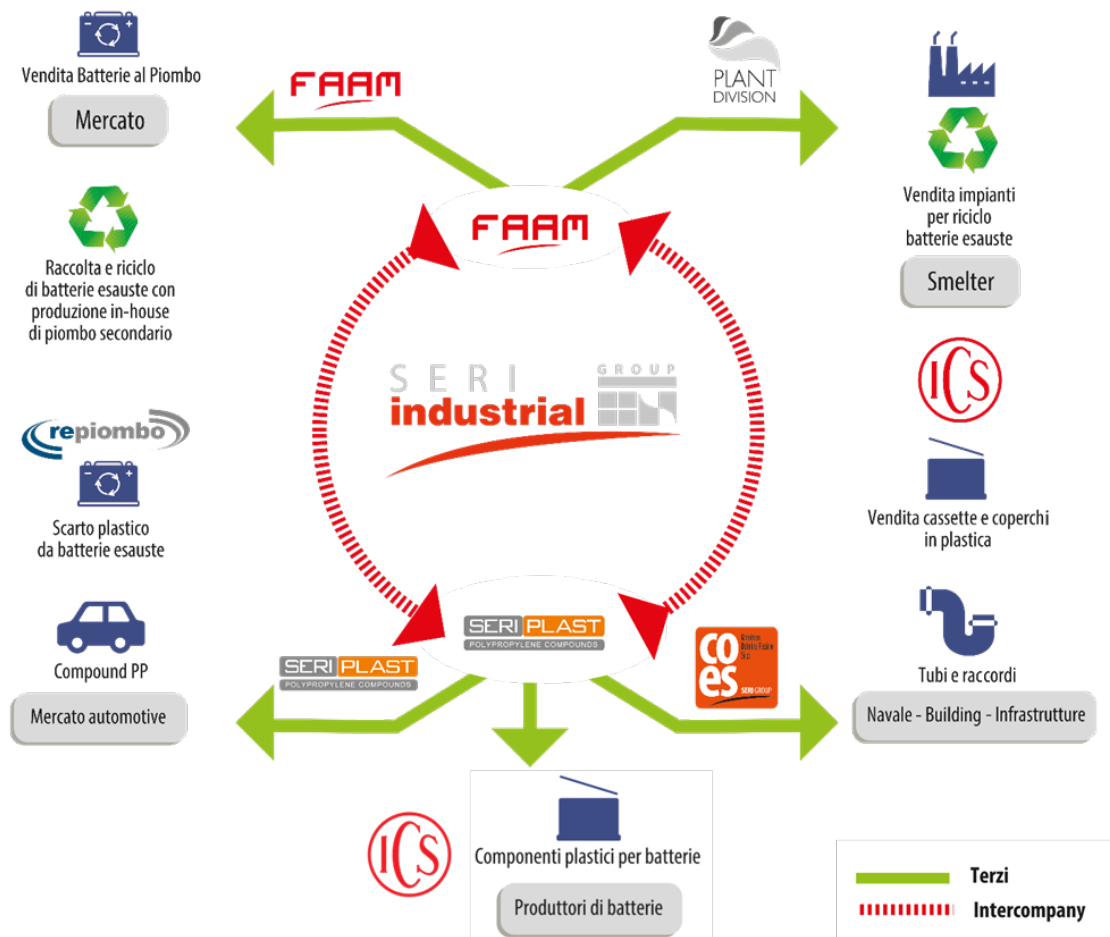 Vendita Batterie al Piombo
Mercato
FAAM
PLANT
DIVISION
Vendita impianti
per riciclo
batterie esauste
Smelter
FAAM
Raccolta e riciclo
di batterie esauste con
produzione in-house
di piombo secondario
SERI
GROUP
industrial
ICS
Vendita cassette e coperchi
in plastica
repiombo
Scarto plastico
da batterie esauste
Compound PP
Mercato automotive
SERI PLAST
POLYPROPYLENE COMPOUNDS
SERI PLAST
POLYPROPYLENE COMPOUNDS
co
es
SERI GROUP
Tubi e raccordi
Navale - Building - Infrastrutture
ICS
Componenti plastici per batterie
Produttori di batterie
Terzi
Intercompany